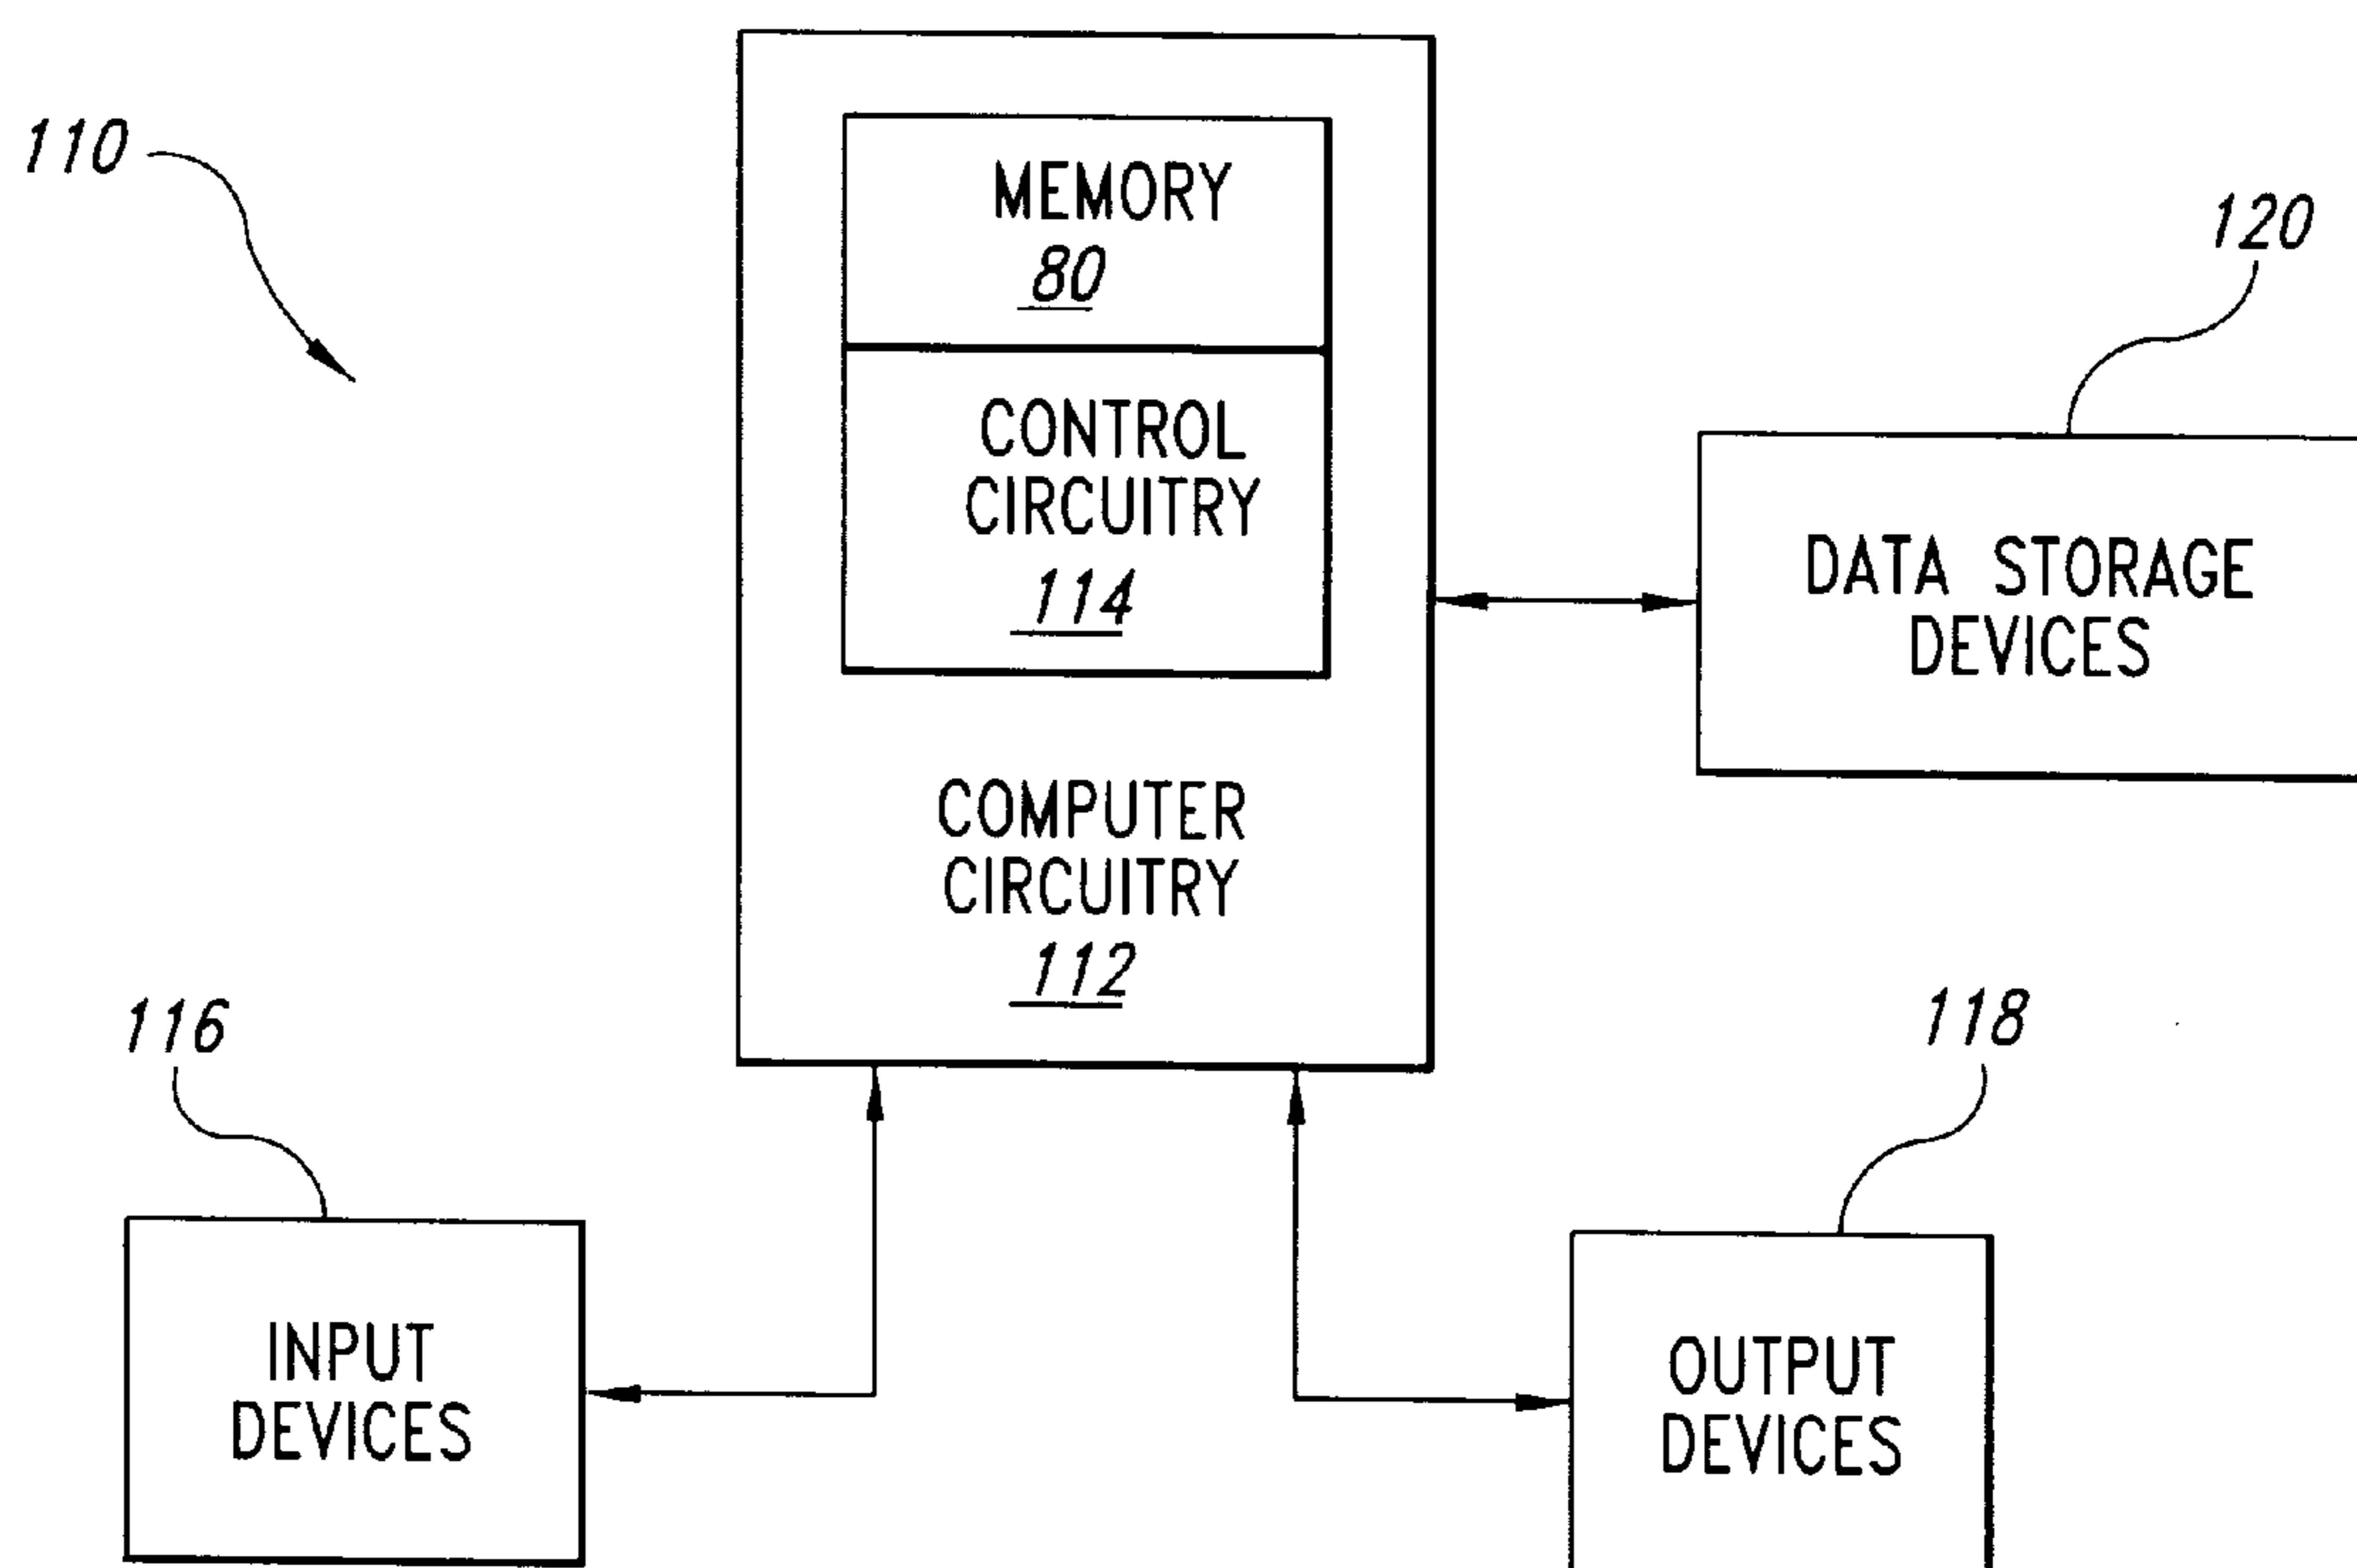 110
MEMORY
80
120
CONTROL
CIRCUITRY
114
DATA STORAGE
DEVICES
COMPUTER
CIRCUITRY
112
116
118
INPUT
DEVICES
OUTPUT
DEVICES